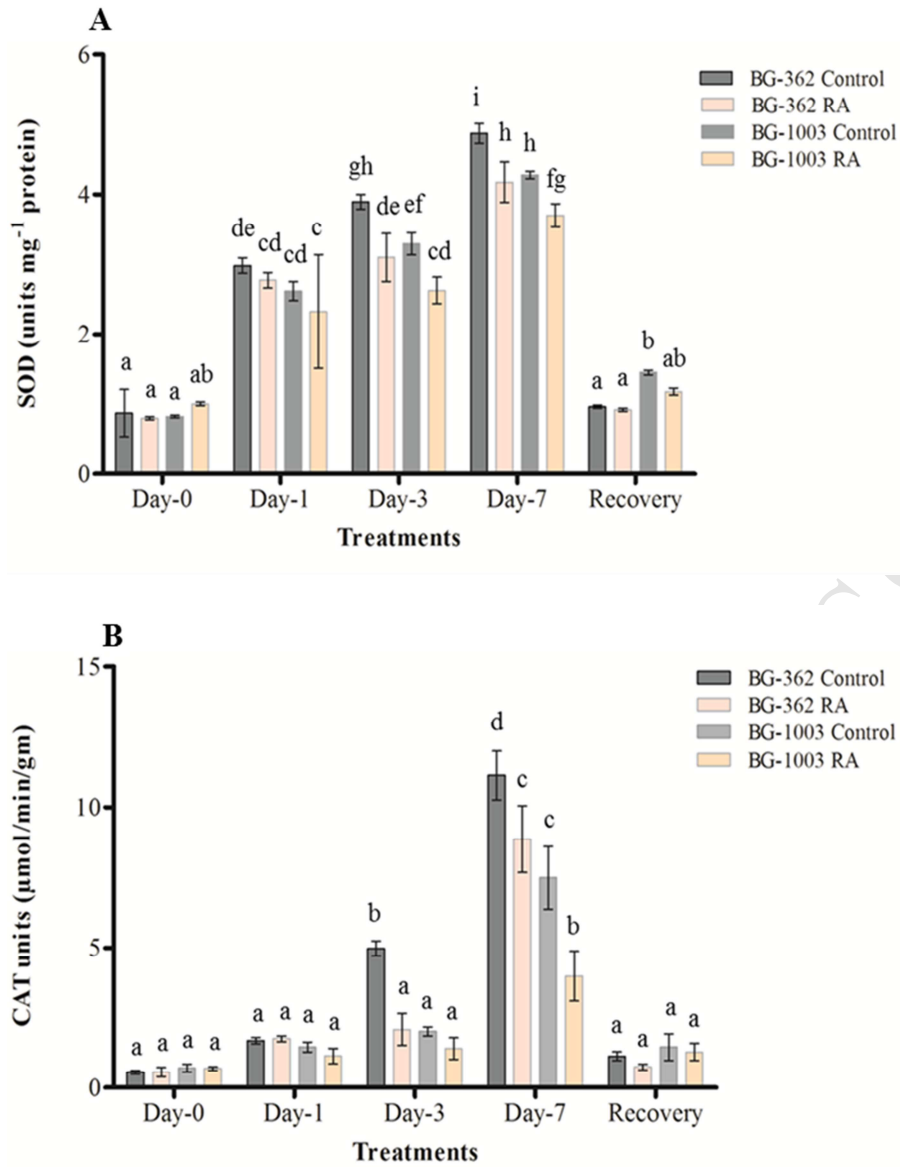 A
6
4
2
0
SOD (units mg⁻¹ protein)
BG-362 Control
BG-362 RA
BG-1003 Control
BG-1003 RA
a a a ab
de cd cd c
gh de ef cd
i h h fg
a a b ab
Day-0 Day-1 Day-3 Day-7 Recovery
Treatments
B
15
10
5
0
CAT units (µmol/min/gm)
BG-362 Control
BG-362 RA
BG-1003 Control
BG-1003 RA
a a a a
a a a a
b a a a
d c c b
a a a a
Day-0 Day-1 Day-3 Day-7 Recovery
Treatments